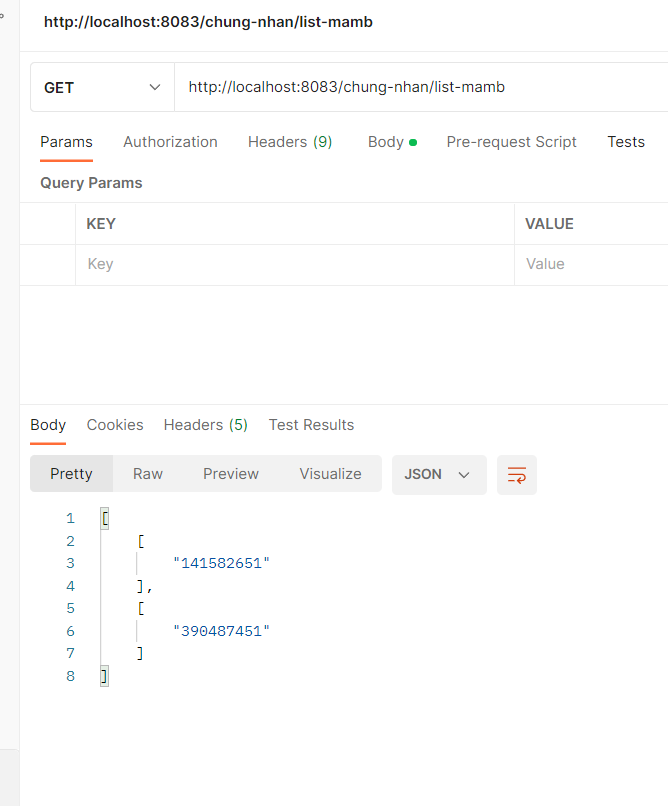 http://localhost:8083/chung-nhan/list-mamb
GET http://localhost:8083/chung-nhan/list-mamb
Params Authorization Headers (9) Body Pre-request Script Tests
Query Params
KEY VALUE
Key Value
Body Cookies Headers (5) Test Results
Pretty Raw Preview Visualize JSON
1 [
2 [
3 "141582651"
4 ],
5 [
6 "390487451"
7 ]
8 ]